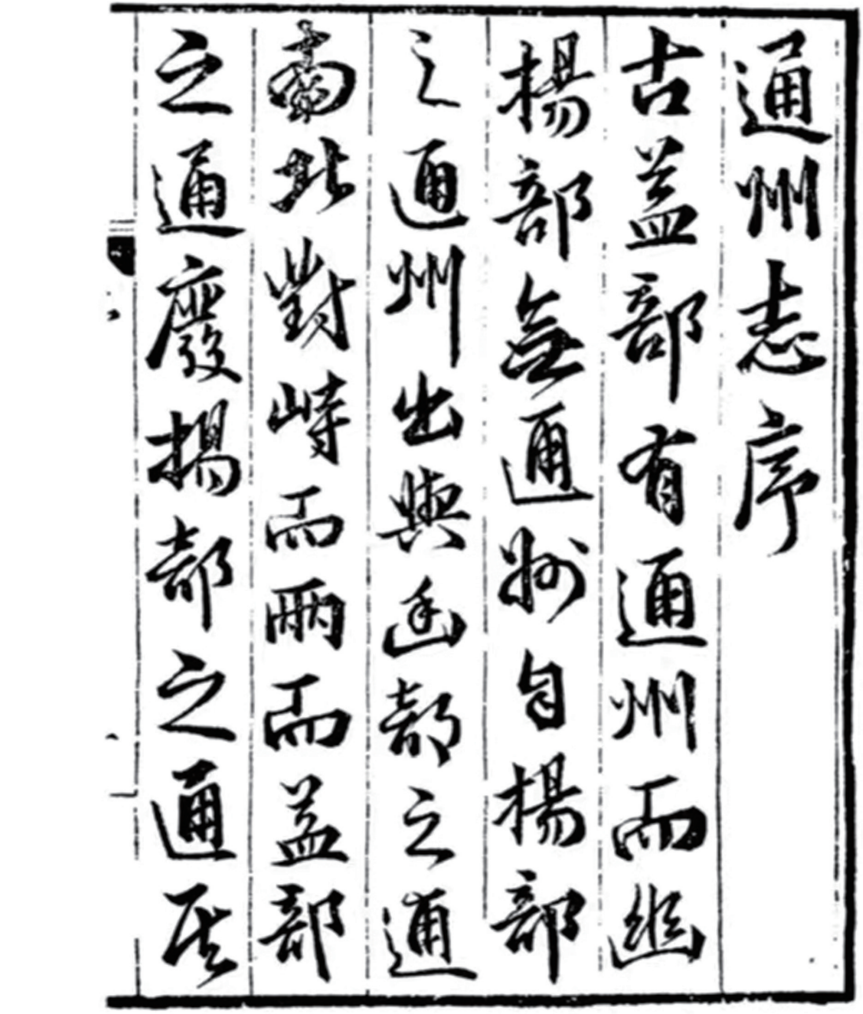 通州志序
古益部有通州而幽
揚部無通州自揚部
之通州出與幽部之通
南北對峙而兩而益部
之通廢揚部之通